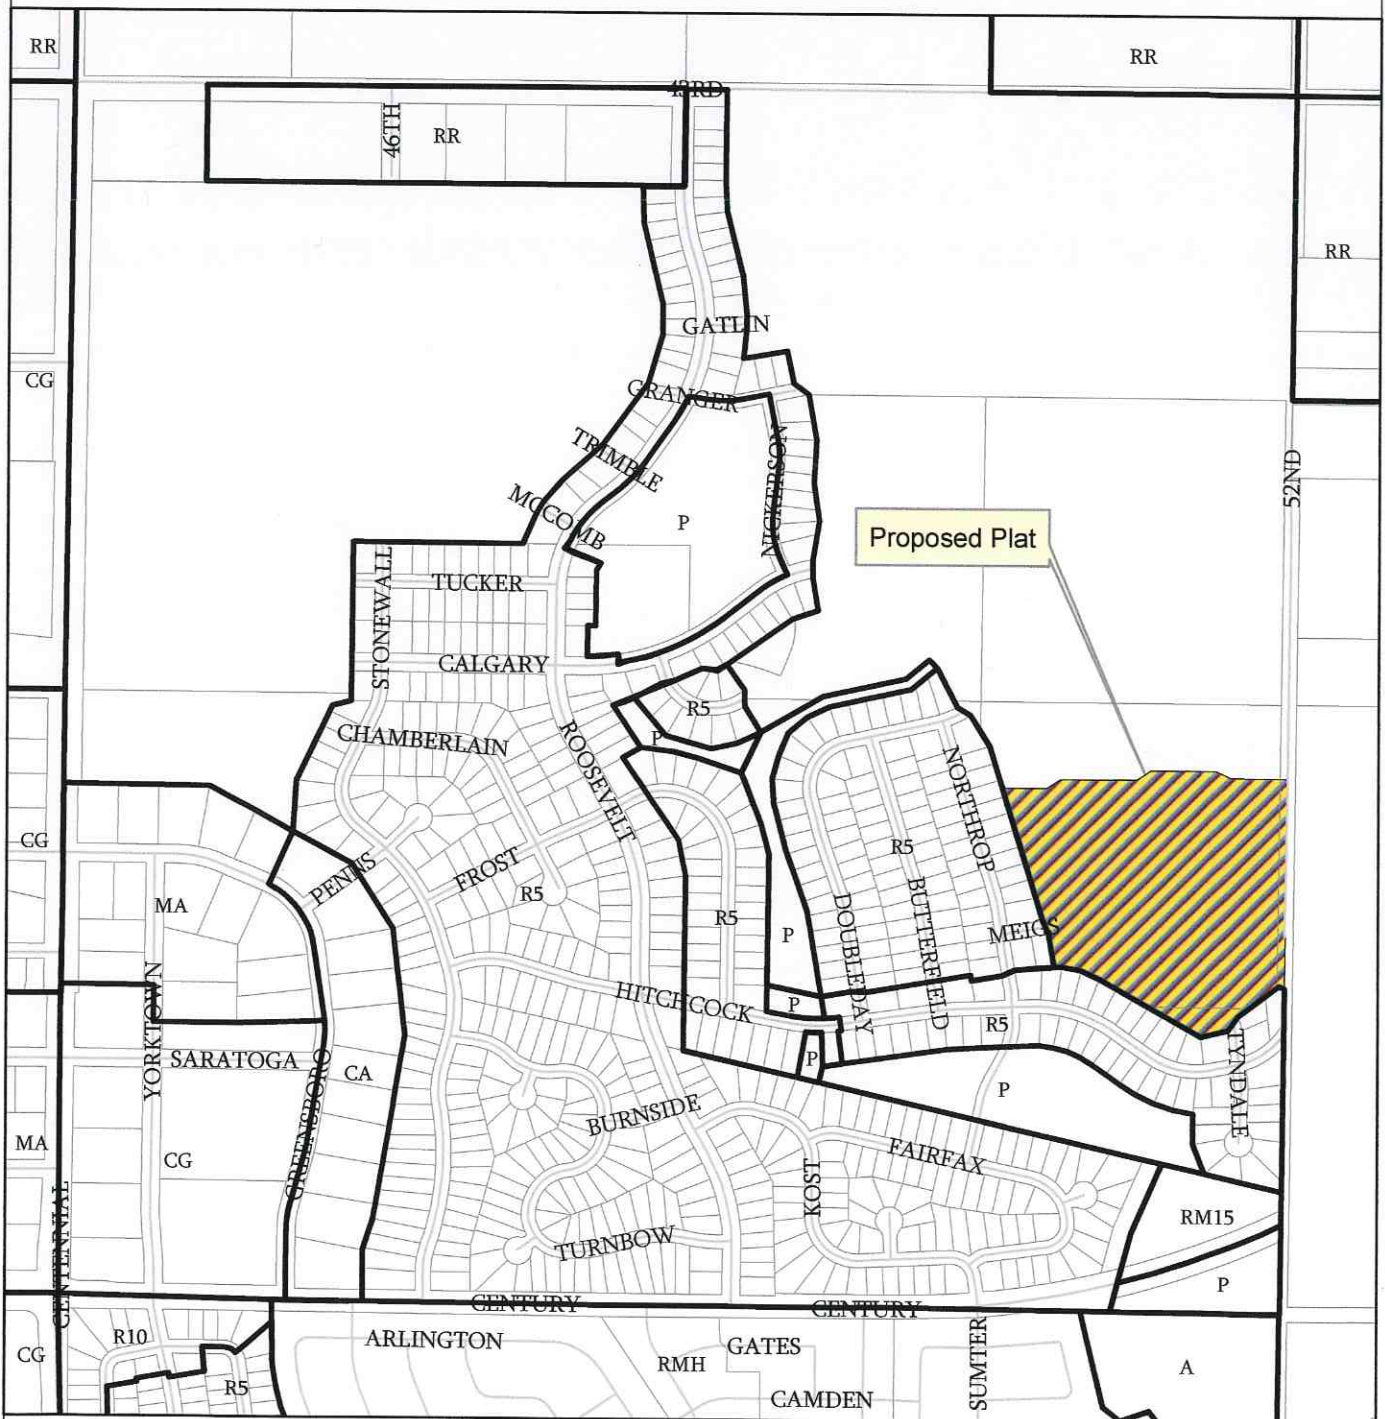 RR
RR
43RD
46TH
RR
RR
GATLIN
CG
GRANGER
TRIMBLE
NICKERSON
52ND
MCCOMB
P
Proposed Plat
STONEWALL
TUCKER
CALGARY
R5
P
CHAMBERLAIN
ROOSEVELT
NORTHROP
CG
PENNS
FROST
R5
R5
MA
R5
P
DOUBLEDAY
BUTTERFIELD
MEIGS
YORKTOWN
HITCHCOCK
P
R5
SARATOGA
GREENSBORO
CA
P
P
TYNDALE
BURNSIDE
MA
CG
FAIRFAX
KOST
CENTENNIAL
TURNBOW
RM15
P
CENTURY
CENTURY
R10
ARLINGTON
GATES
SUMTER
CG
RMH
A
R5
CAMDEN